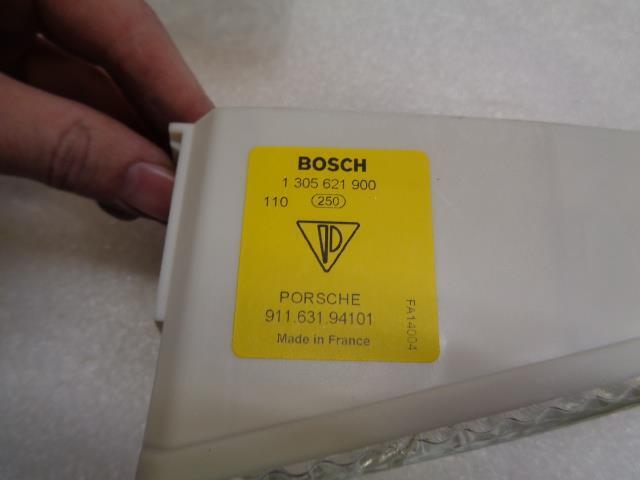 BOSCH
1 305 621 900
110 250
PORSCHE
911.631.94101
Made in France
FA14004